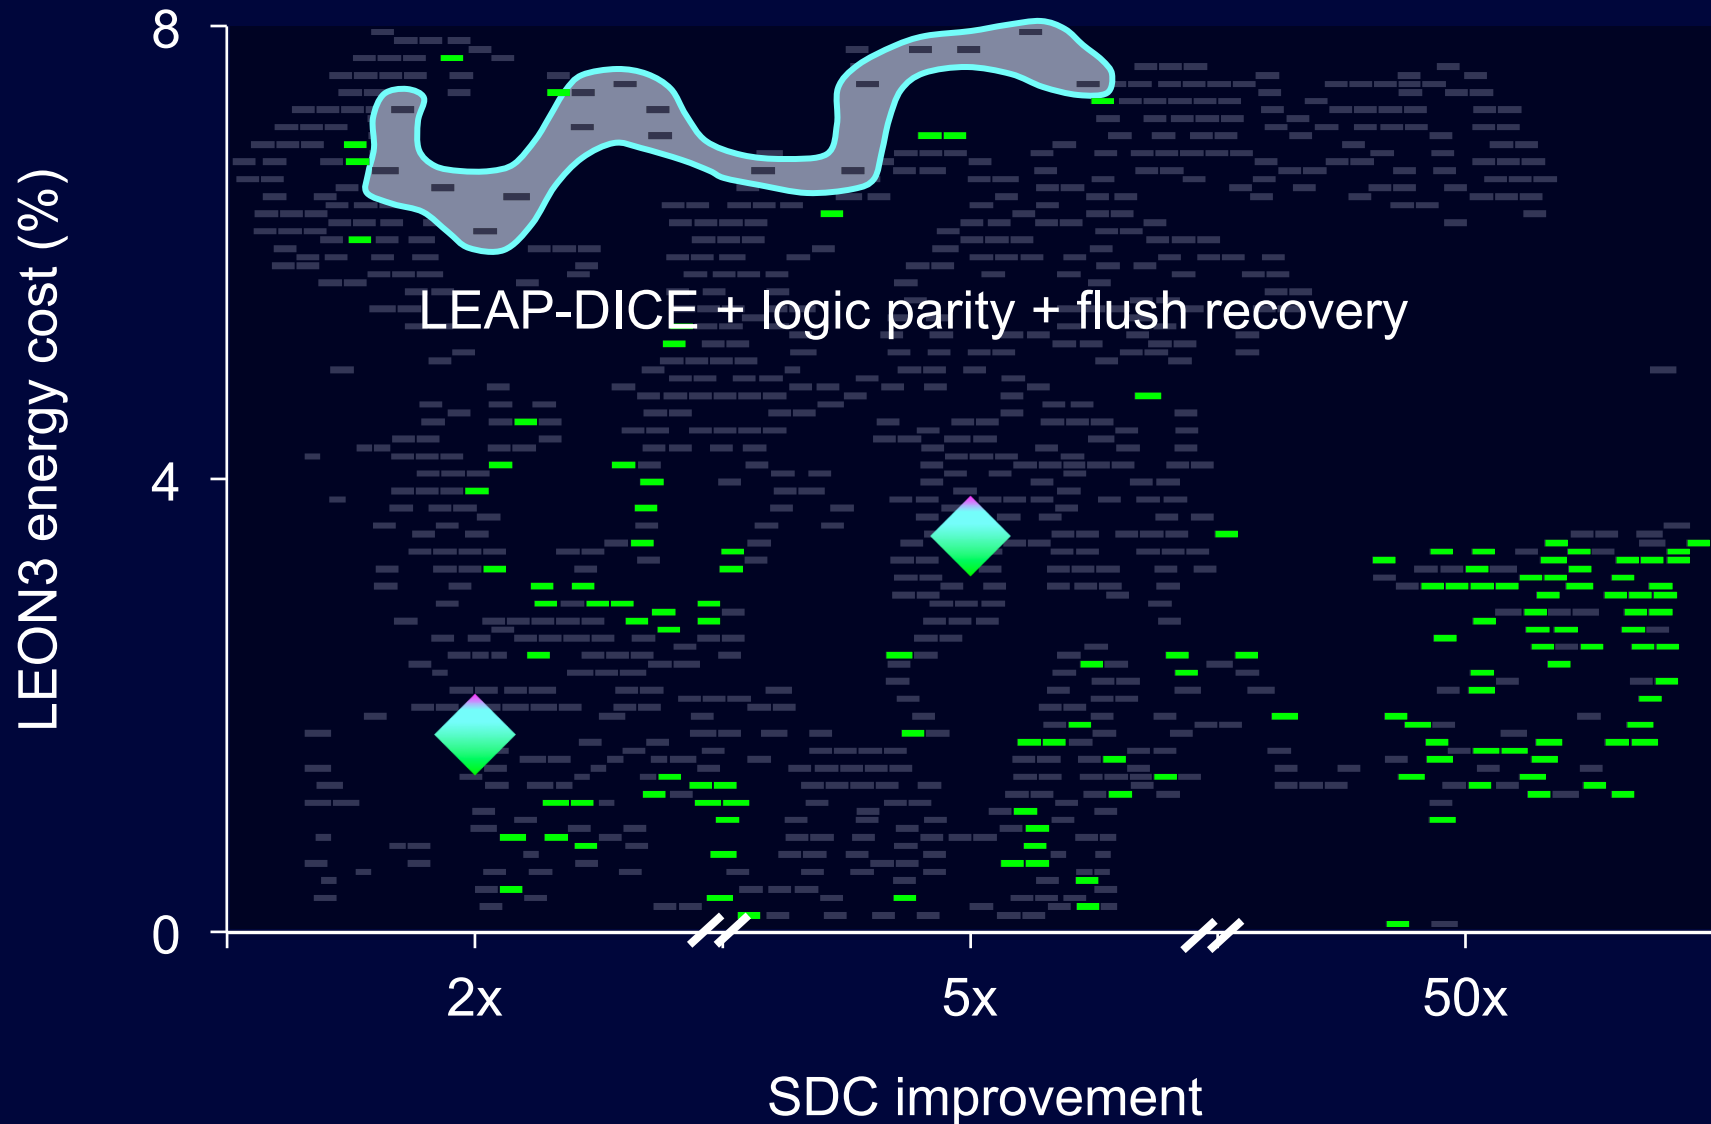 8
LEAP-DICE + logic parity + flush recovery
LEON3 energy cost (%)
4
0
2x
5x
50x
SDC improvement